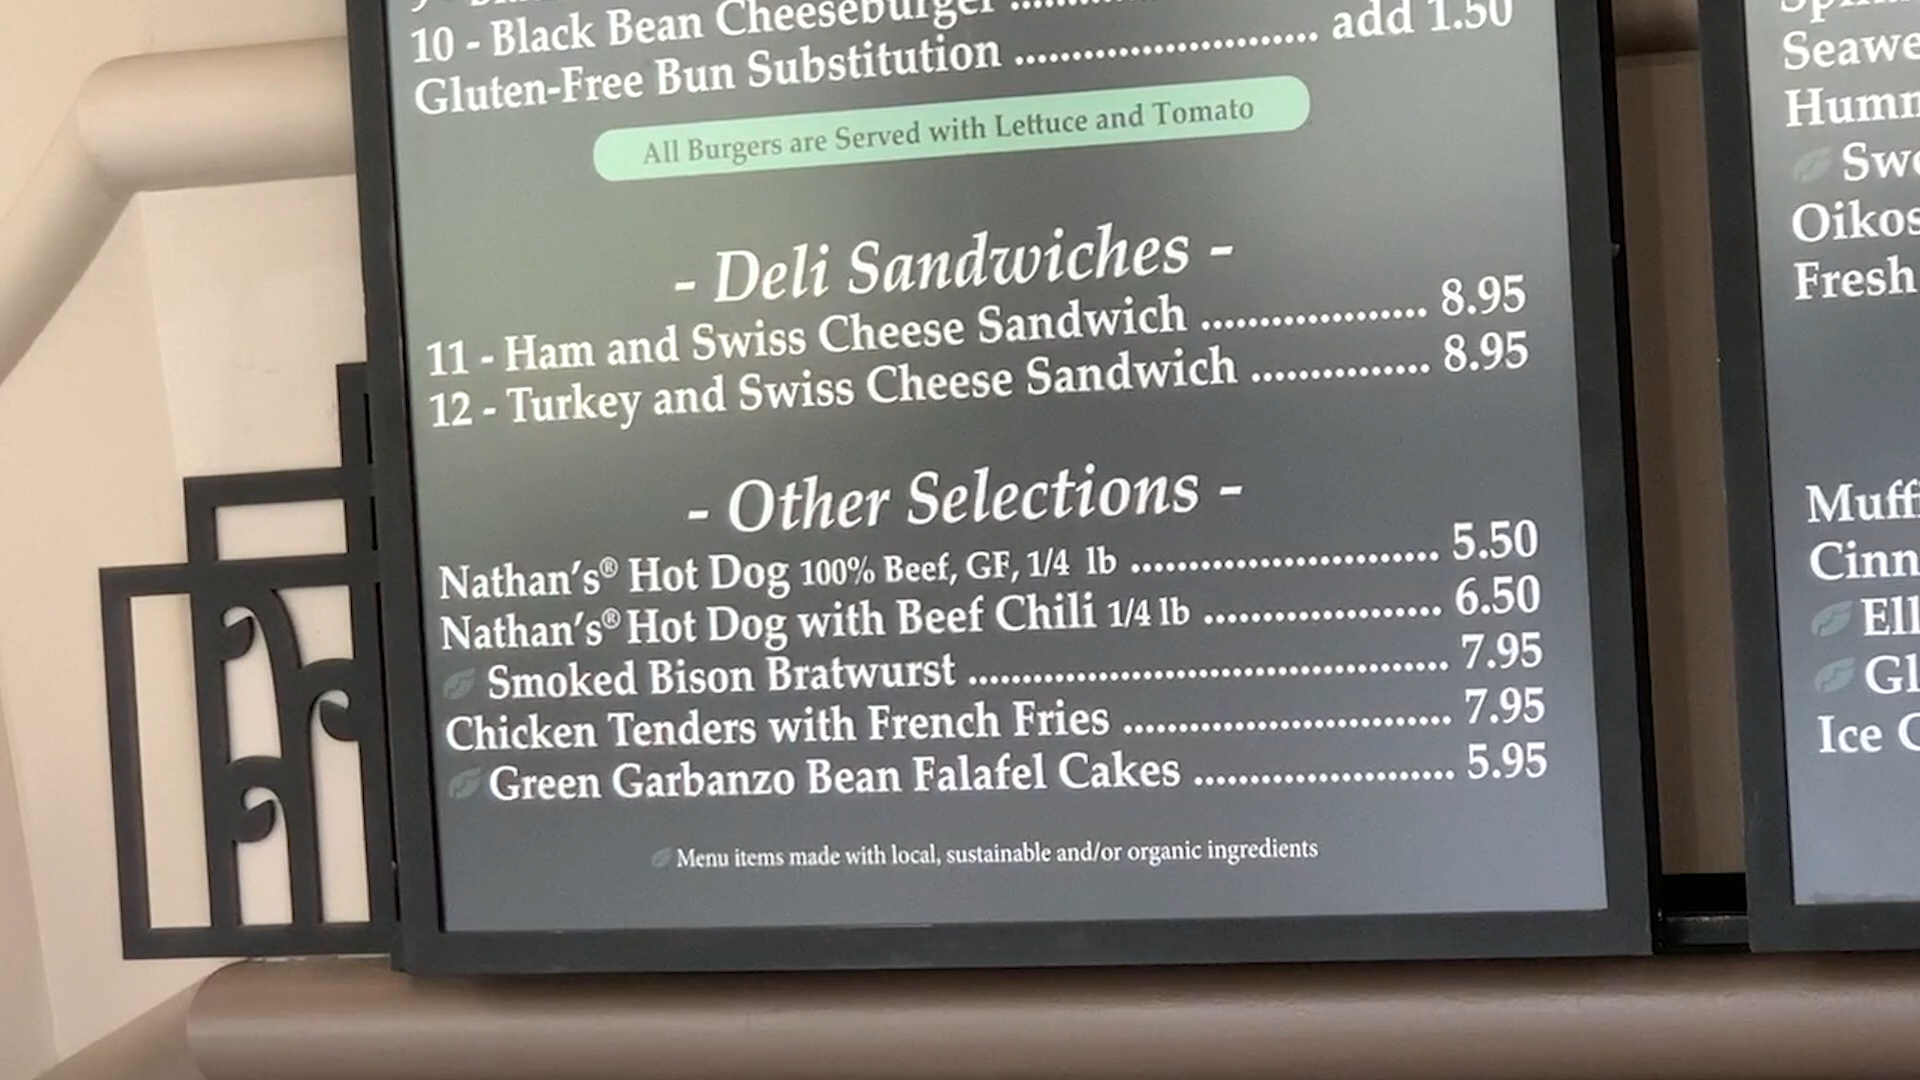 10 - Black Bean Cheeseburger
Gluten-Free Bun Substitution ........................... add 1.50
All Burgers are Served with Lettuce and Tomato
- Deli Sandwiches -
11 - Ham and Swiss Cheese Sandwich ................... 8.95
12 - Turkey and Swiss Cheese Sandwich ............... 8.95
- Other Selections -
Nathan's® Hot Dog 100% Beef, GF, 1/4 lb .......................... 5.50
Nathan's® Hot Dog with Beef Chili 1/4 lb .................... 6.50
Smoked Bison Bratwurst ......................................... 7.95
Chicken Tenders with French Fries ............................ 7.95
Green Garbanzo Bean Falafel Cakes ...................... 5.95
Menu items made with local, sustainable and/or organic ingredients
Seawe
Humm
Swe
Oikos
Fresh
Muff
Cinn
Ell
Gl
Ice